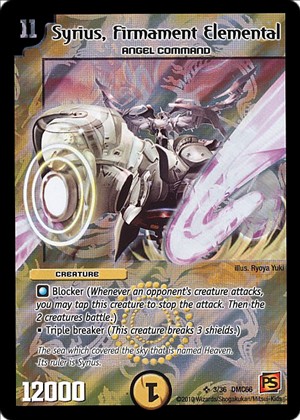 11
Syrius, Firmament Elemental
ANGEL COMMAND
Illus. Ryoya Yuki
CREATURE
Blocker (Whenever an opponent's creature attacks,
you may tap this creature to stop the attack. Then the
2 creatures battle.)
• Triple breaker (This creature breaks 3 shields.)
The sea which covered the sky that is named Heaven.
Its ruler is Syrius.
12000
1
3/36 DMC66
PS
©2010 Wizards/Shogakukan/Mitsui-Kids